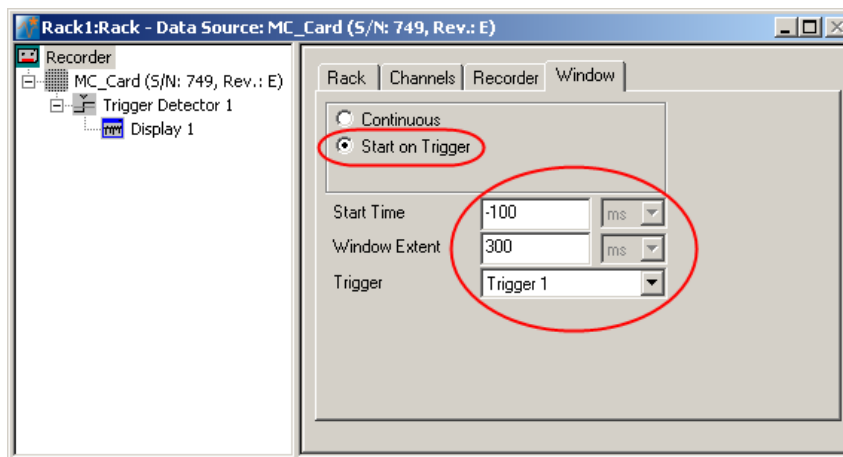 Rack1:Rack - Data Source: MC_Card (S/N: 749, Rev.: E)
Recorder
MC_Card (S/N: 749, Rev.: E)
Trigger Detector 1
Display 1
Rack
Channels
Recorder
Window
Continuous
Start on Trigger
Start Time
-100
ms
Window Extent
300
ms
Trigger
Trigger 1